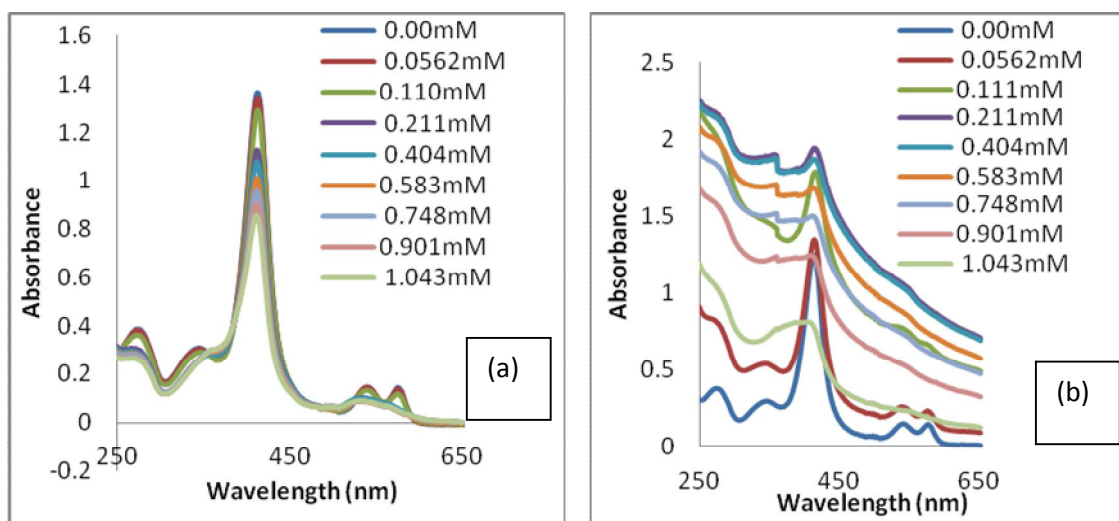 1.6
1.4
1.2
1
0.8
0.6
0.4
0.2
0
-0.2
Absorbance
250
450
650
Wavelength (nm)
0.00mM
0.0562mM
0.110mM
0.211mM
0.404mM
0.583mM
0.748mM
0.901mM
1.043mM
(a)
2.5
2
1.5
1
0.5
0
Absorbance
250
450
650
Wavelength (nm)
0.00mM
0.0562mM
0.111mM
0.211mM
0.404mM
0.583mM
0.748mM
0.901mM
1.043mM
(b)